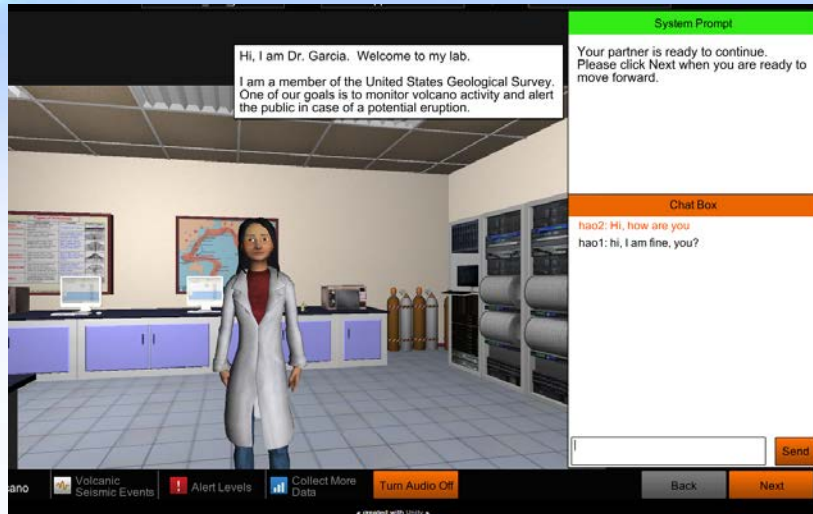 Hi, I am Dr. Garcia. Welcome to my lab.
I am a member of the United States Geological Survey.
One of our goals is to monitor volcano activity and alert
the public in case of a potential eruption.
System Prompt
Your partner is ready to continue.
Please click Next when you are ready to
move forward.
Chat Box
hao2: Hi, how are you
hao1: hi, I am fine, you?
Send
Volcanic
Seismic Events
Alert Levels
Collect More
Data
Turn Audio Off
Back
Next
created with Unity